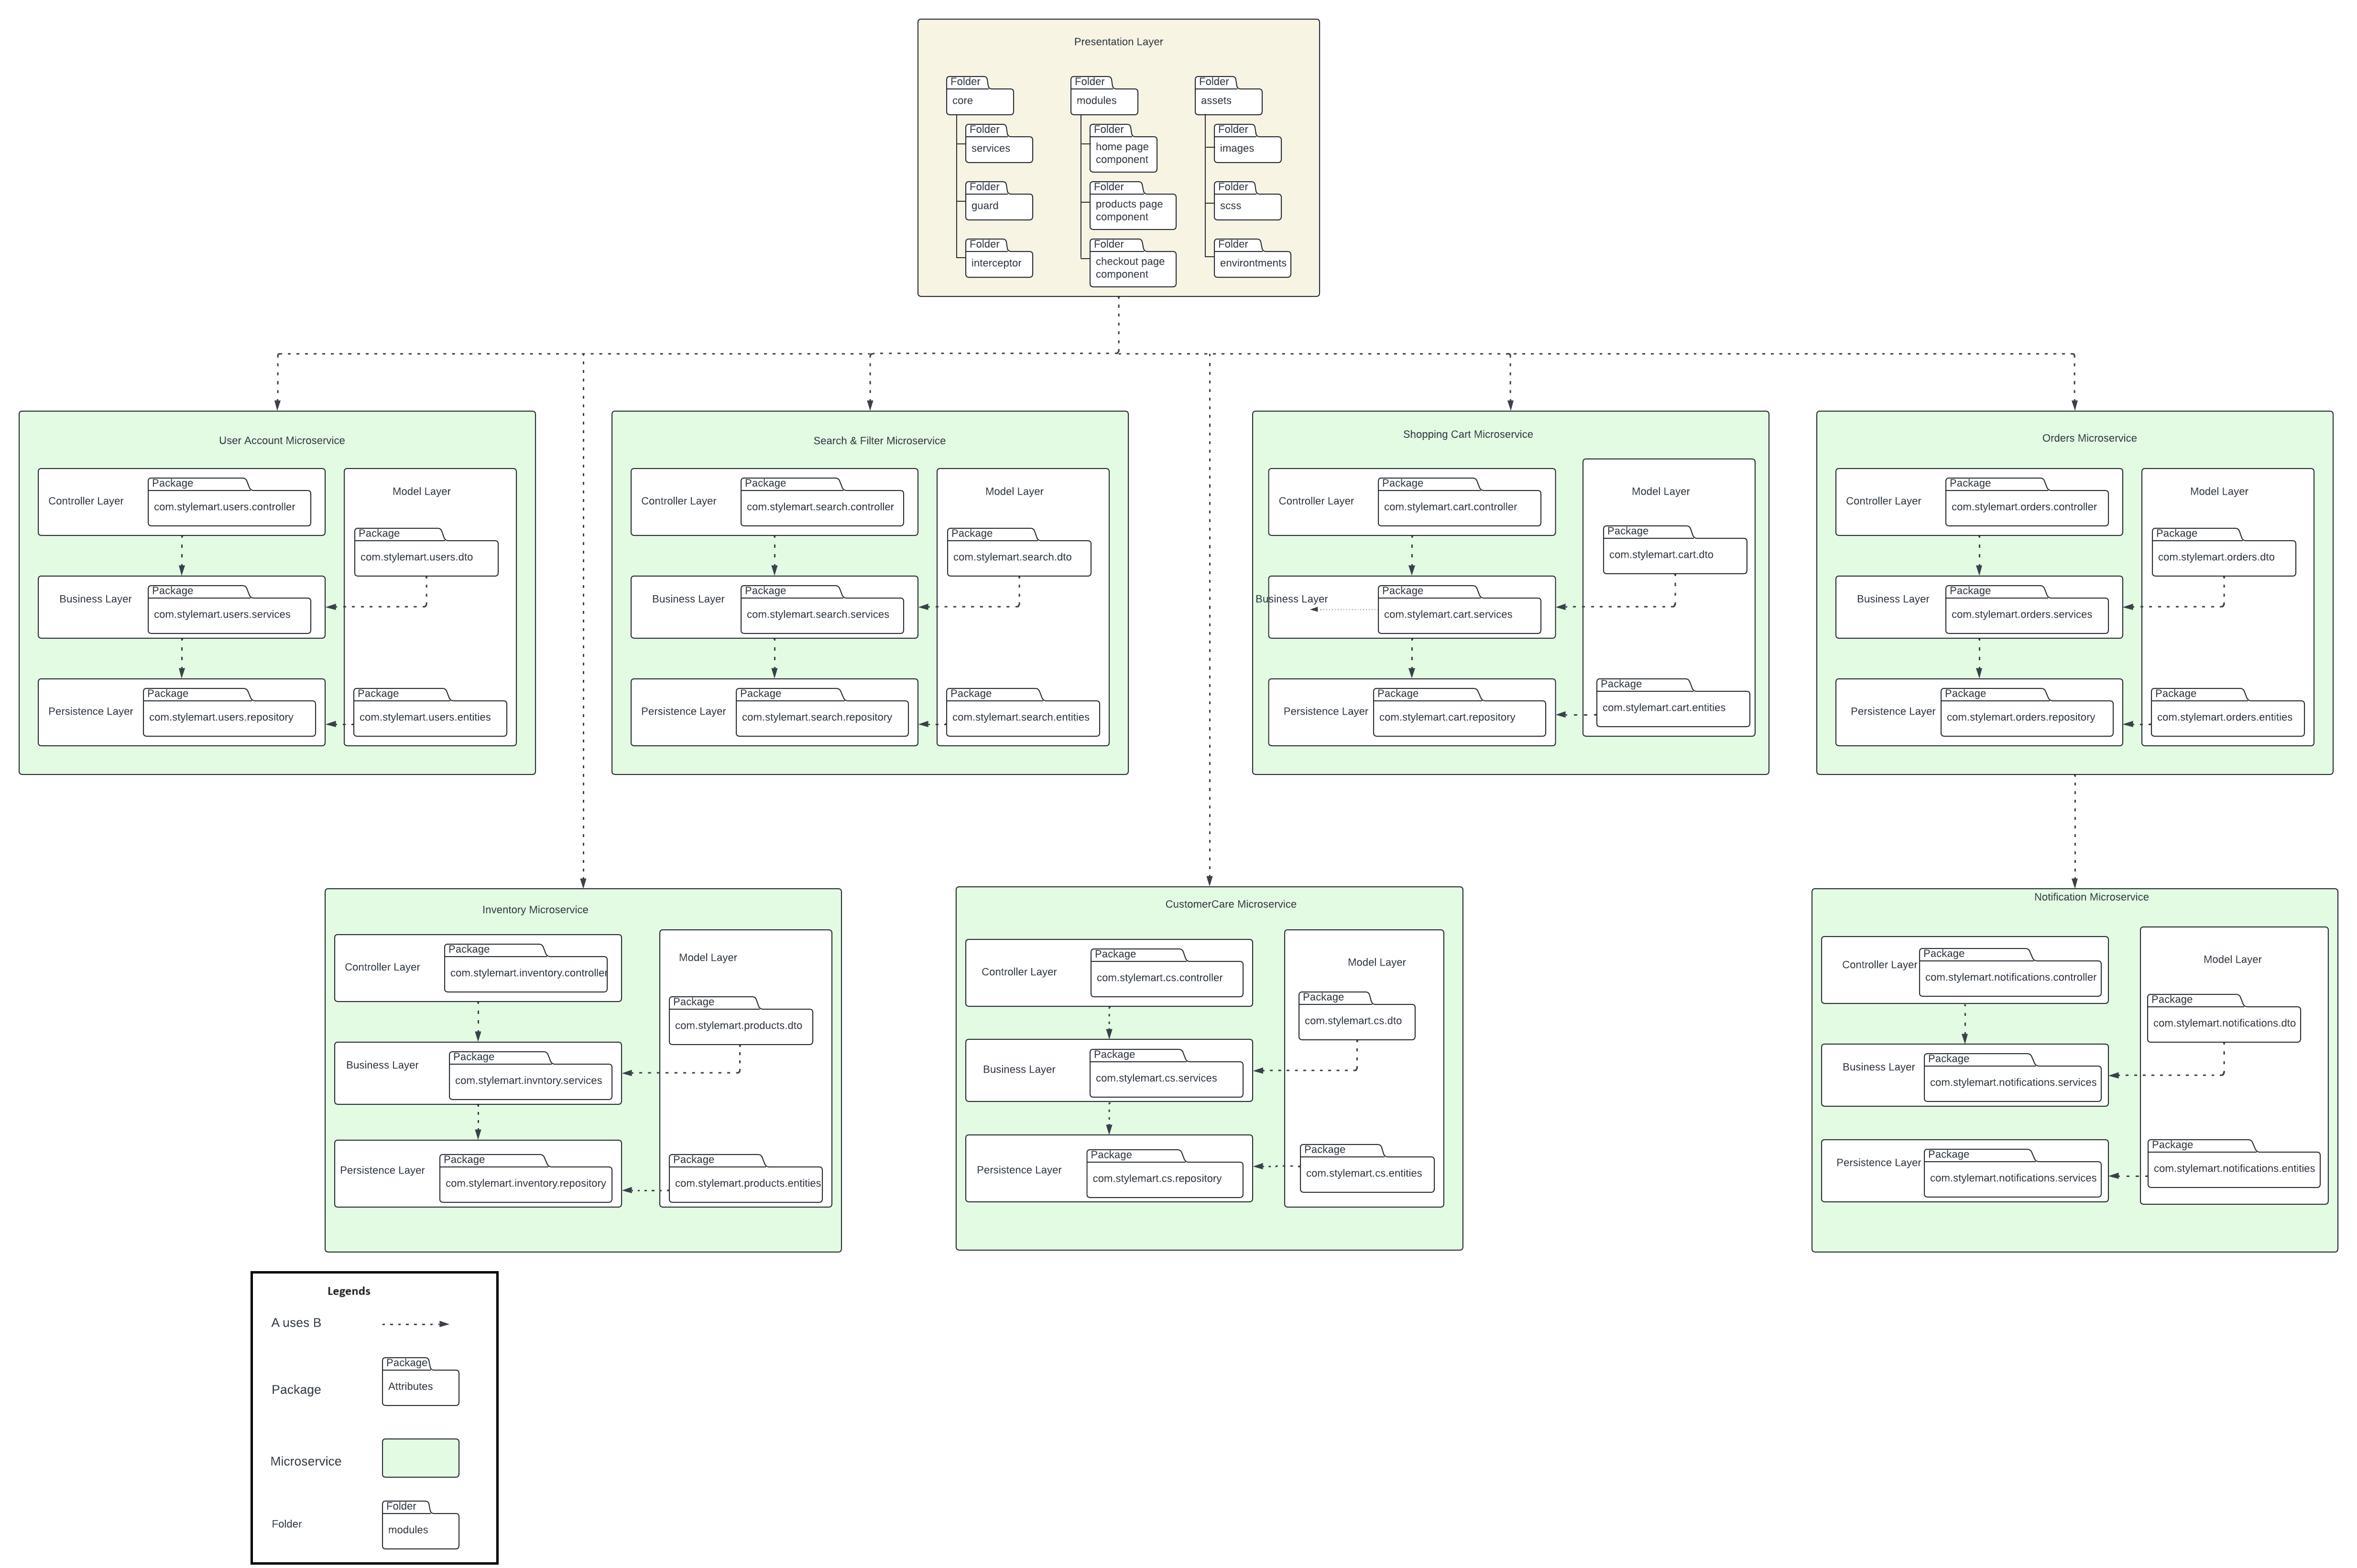 Presentation Layer
Folder
core
Folder
services
Folder
guard
Folder
interceptor
Folder
modules
Folder
home page
component
Folder
products page
component
Folder
checkout page
component
Folder
assets
Folder
images
Folder
scss
Folder
environtments
User Account Microservice
Controller Layer
Package
com.stylemart.users.controller
Business Layer
Package
com.stylemart.users.services
Persistence Layer
Package
com.stylemart.users.repository
Model Layer
Package
com.stylemart.users.dto
Package
com.stylemart.users.entities
Search & Filter Microservice
Controller Layer
Package
com.stylemart.search.controller
Business Layer
Package
com.stylemart.search.services
Persistence Layer
Package
com.stylemart.search.repository
Model Layer
Package
com.stylemart.search.dto
Package
com.stylemart.search.entities
Shopping Cart Microservice
Controller Layer
Package
com.stylemart.cart.controller
Business Layer
Package
com.stylemart.cart.services
Persistence Layer
Package
com.stylemart.cart.repository
Model Layer
Package
com.stylemart.cart.dto
Package
com.stylemart.cart.entities
Orders Microservice
Controller Layer
Package
com.stylemart.orders.controller
Business Layer
Package
com.stylemart.orders.services
Persistence Layer
Package
com.stylemart.orders.repository
Model Layer
Package
com.stylemart.orders.dto
Package
com.stylemart.orders.entities
Inventory Microservice
Controller Layer
Package
com.stylemart.inventory.controller
Business Layer
Package
com.stylemart.invntory.services
Persistence Layer
Package
com.stylemart.inventory.repository
Model Layer
Package
com.stylemart.products.dto
Package
com.stylemart.products.entities
CustomerCare Microservice
Controller Layer
Package
com.stylemart.cs.controller
Business Layer
Package
com.stylemart.cs.services
Persistence Layer
Package
com.stylemart.cs.repository
Model Layer
Package
com.stylemart.cs.dto
Package
com.stylemart.cs.entities
Notification Microservice
Controller Layer
Package
com.stylemart.notifications.controller
Business Layer
Package
com.stylemart.notifications.services
Persistence Layer
Package
com.stylemart.notifications.services
Model Layer
Package
com.stylemart.notifications.dto
Package
com.stylemart.notifications.entities
Legends
A uses B
Package
Package
Attributes
Microservice
Folder
Folder
modules